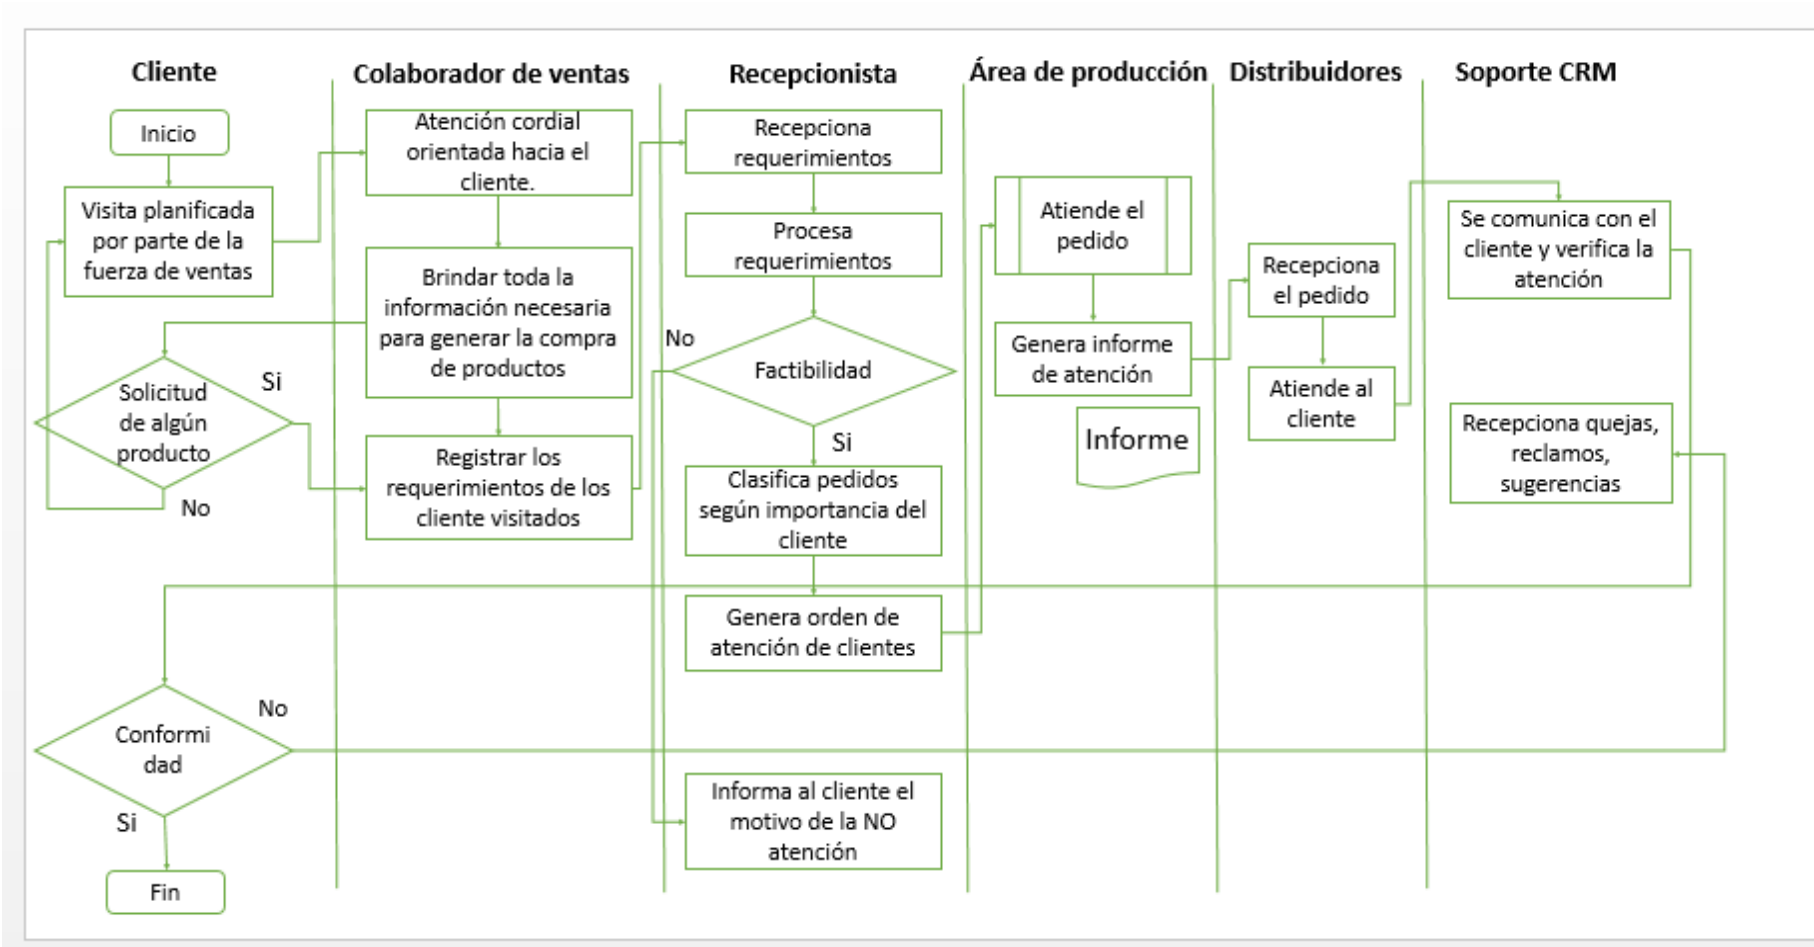 Cliente
Colaborador de ventas
Recepcionista
Área de producción
Distribuidores
Soporte CRM
Inicio
Visita planificada
por parte de la
fuerza de ventas
Solicitud
de algún
producto
Si
No
Conformi
dad
No
Si
Fin
Atención cordial
orientada hacia el
cliente.
Brindar toda la
información necesaria
para generar la compra
de productos
Registrar los
requerimientos de los
cliente visitados
Recepciona
requerimientos
Procesa
requerimientos
No
Factibilidad
Si
Clasifica pedidos
según importancia del
cliente
Genera orden de
atención de clientes
Informa al cliente el
motivo de la NO
atención
Atiende el
pedido
Genera informe
de atención
Informe
Recepciona
el pedido
Atiende al
cliente
Se comunica con el
cliente y verifica la
atención
Recepciona quejas,
reclamos,
sugerencias